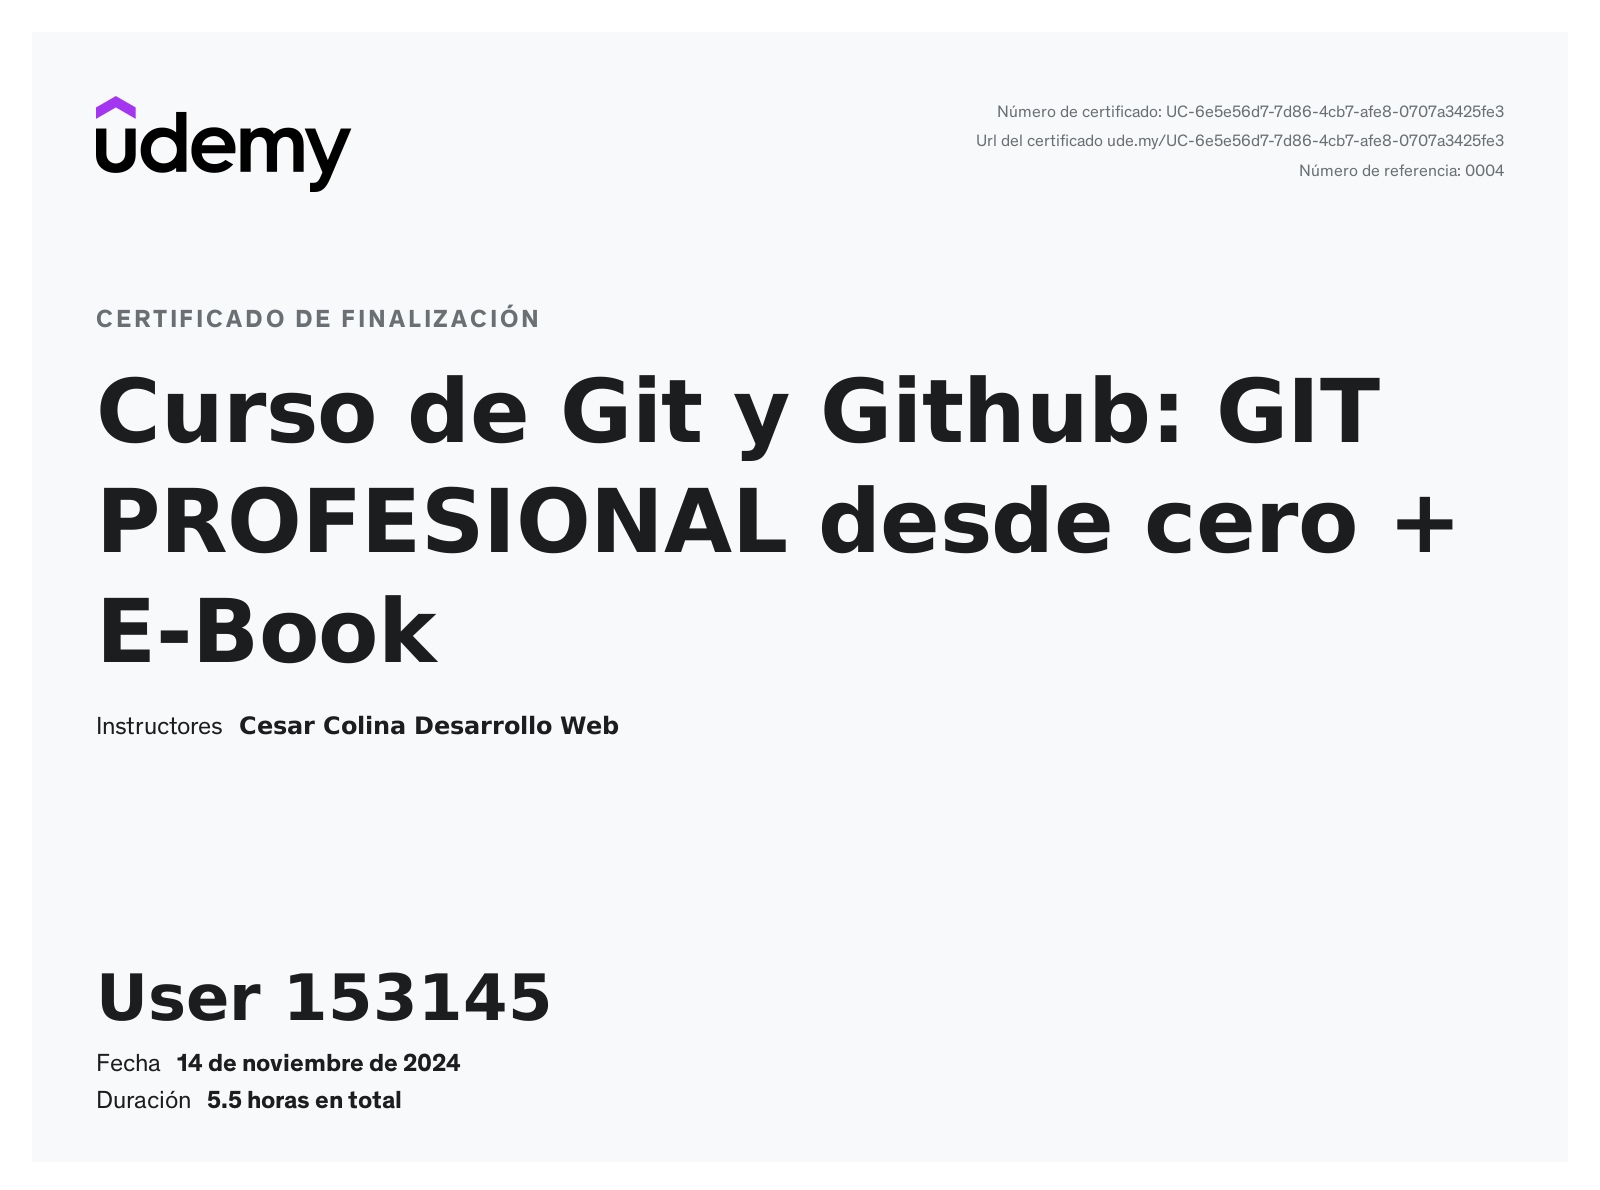 udemy
Número de certificado: UC-6e5e56d7-7d86-4cb7-afe8-0707a3425fe3
Url del certificado ude.my/UC-6e5e56d7-7d86-4cb7-afe8-0707a3425fe3
Número de referencia: 0004
CERTIFICADO DE FINALIZACIÓN
Curso de Git y Github: GIT
PROFESIONAL desde cero +
E-Book
Instructores Cesar Colina Desarrollo Web
User 153145
Fecha 14 de noviembre de 2024
Duración 5.5 horas en total